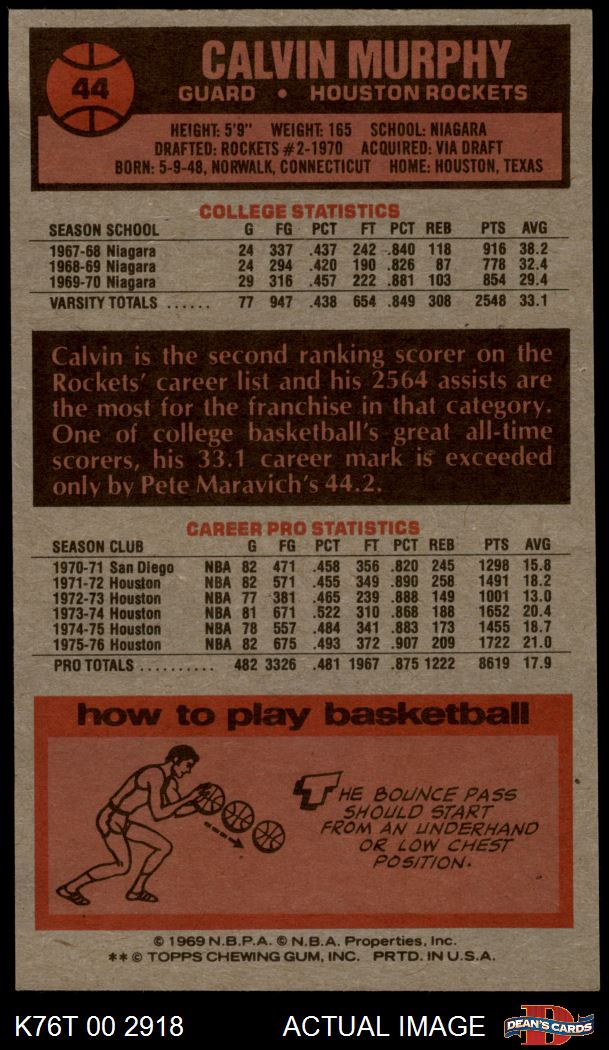 44
CALVIN MURPHY
GUARD • HOUSTON ROCKETS
HEIGHT: 5'9" WEIGHT: 165 SCHOOL: NIAGARA
DRAFTED: ROCKETS #2-1970 ACQUIRED: VIA DRAFT
BORN: 5-9-48, NORWALK, CONNECTICUT HOME: HOUSTON, TEXAS
COLLEGE STATISTICS
SEASON SCHOOL G FG PCT FT PCT REB PTS AVG
1967-68 Niagara 24 337 .437 242 .840 118 916 38.2
1968-69 Niagara 24 294 .420 190 .826 87 778 32.4
1969-70 Niagara 29 316 .457 222 .881 103 854 29.4
VARSITY TOTALS ...... 77 947 .438 654 .849 308 2548 33.1
Calvin is the second ranking scorer on the
Rockets' career list and his 2564 assists are
the most for the franchise in that category.
One of college basketball's great all-time
scorers, his 33.1 career mark is exceeded
only by Pete Maravich's 44.2.
CAREER PRO STATISTICS
SEASON CLUB G FG PCT FT PCT REB PTS AVG
1970-71 San Diego NBA 82 471 .458 356 .820 245 1298 15.8
1971-72 Houston NBA 82 571 .455 349 .890 258 1491 18.2
1972-73 Houston NBA 77 381 .465 239 .888 149 1001 13.0
1973-74 Houston NBA 81 671 .522 310 .868 188 1652 20.4
1974-75 Houston NBA 78 557 .484 341 .883 173 1455 18.7
1975-76 Houston NBA 82 675 .493 372 .907 209 1722 21.0
PRO TOTALS .......... 482 3326 .481 1967 .875 1222 8619 17.9
how to play basketball
THE BOUNCE PASS
SHOULD START
FROM AN UNDERHAND
OR LOW CHEST
POSITION.
© 1969 N.B.P.A. © N.B.A. Properties, Inc.
** © TOPPS CHEWING GUM, INC. PRTD. IN U.S.A.
K76T 00 2918 ACTUAL IMAGE DEAN'S CARDS